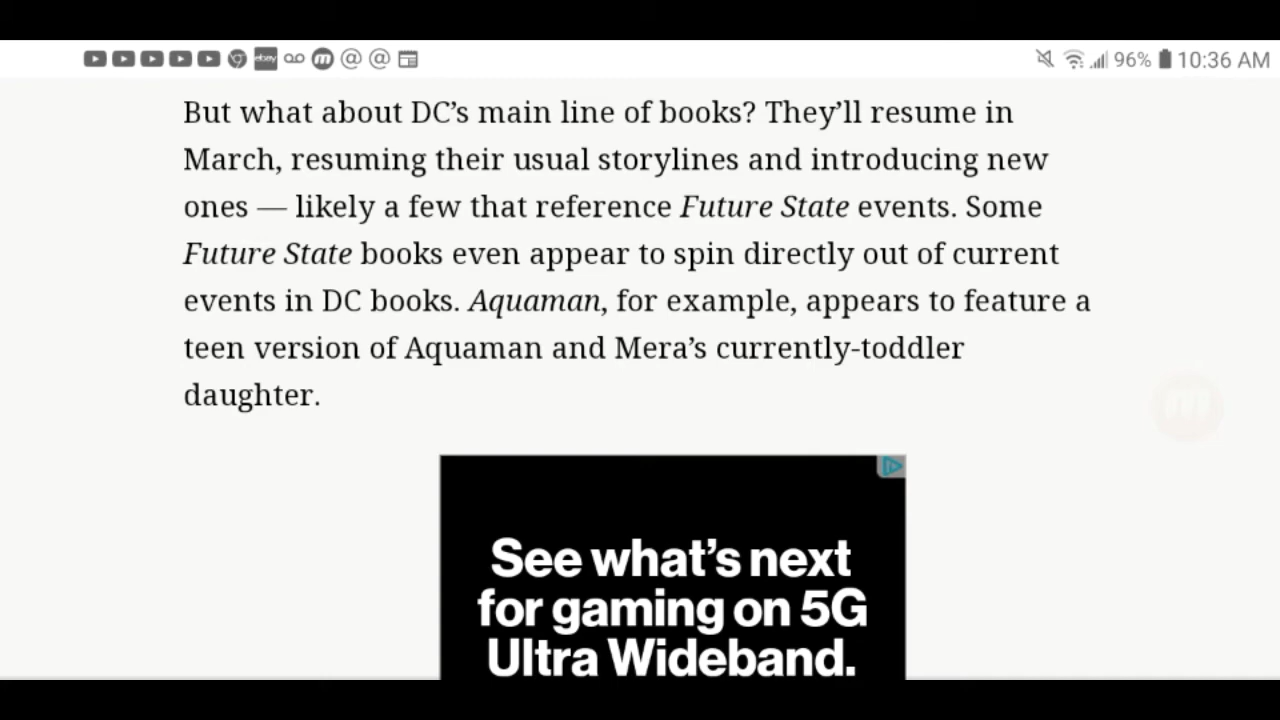 ebay 96% 10:36 AM
But what about DC’s main line of books? They’ll resume in
March, resuming their usual storylines and introducing new
ones — likely a few that reference Future State events. Some
Future State books even appear to spin directly out of current
events in DC books. Aquaman, for example, appears to feature a
teen version of Aquaman and Mera’s currently-toddler
daughter.
m
See what’s next
for gaming on 5G
Ultra Wideband.